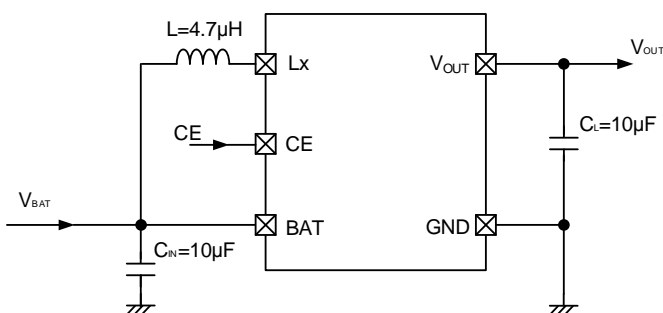 L=4.7µH
Lx
VOUT
VOUT
CL=10µF
CE
CE
VBAT
BAT
GND
CIN=10µF